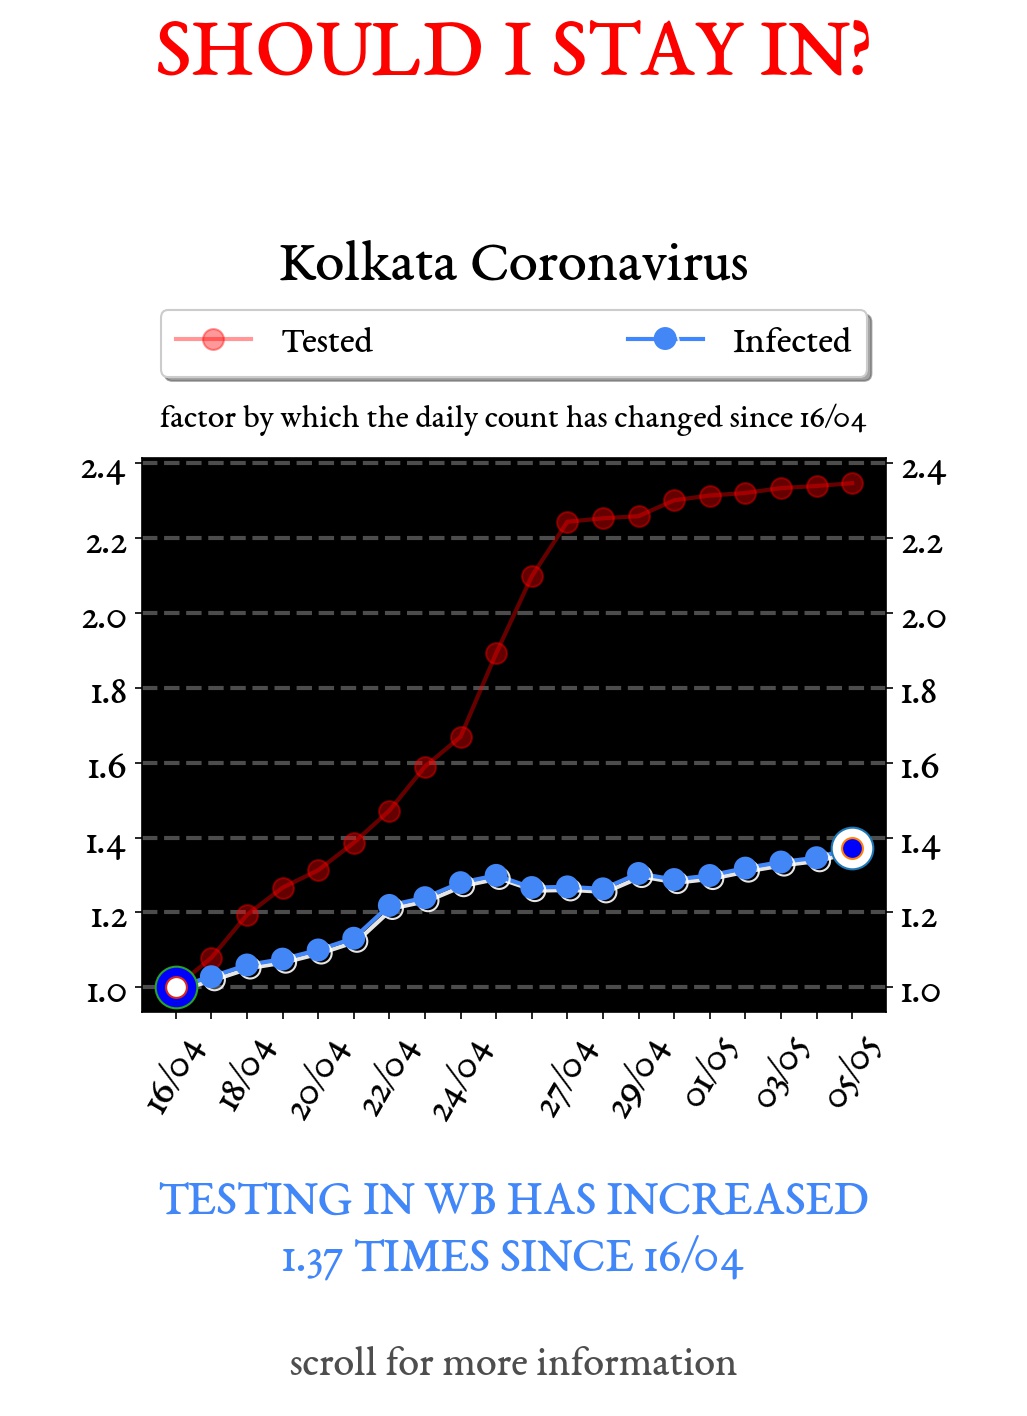 SHOULD I STAY IN?
Kolkata Coronavirus
Tested Infected
factor by which the daily count has changed since 16/04
2.4 2.4
2.2 2.2
2.0 2.0
1.8 1.8
1.6 1.6
1.4 1.4
1.2 1.2
1.0 1.0
16/04 18/04 20/04 22/04 24/04 27/04 29/04 01/05 03/05 05/05
TESTING IN WB HAS INCREASED
1.37 TIMES SINCE 16/04
scroll for more information